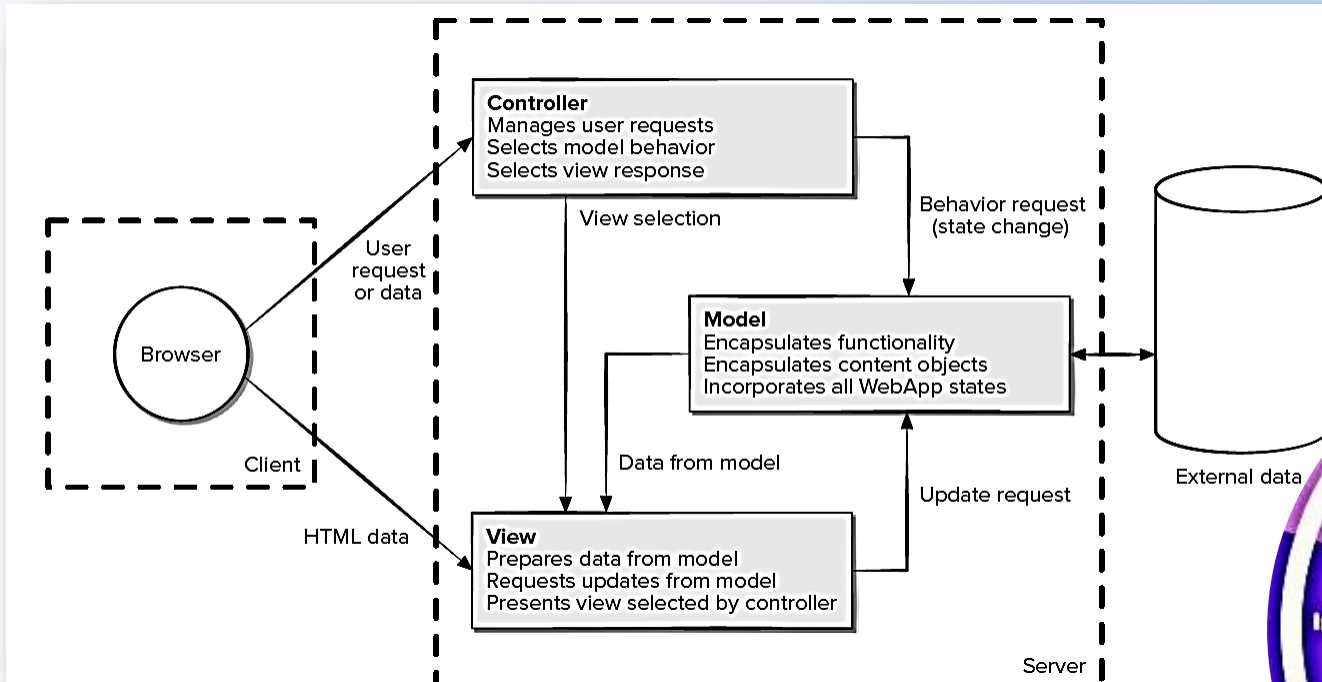 Controller
Manages user requests
Selects model behavior
Selects view response
View selection
Behavior request
(state change)
User
request
or data
Browser
Client
Model
Encapsulates functionality
Encapsulates content objects
Incorporates all WebApp states
Data from model
Update request
External data
HTML data
View
Prepares data from model
Requests updates from model
Presents view selected by controller
Server